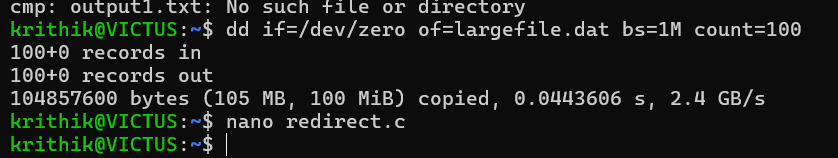 cmp: output1.txt: No such file or directory
krithik@VICTUS:~$ dd if=/dev/zero of=largefile.dat bs=1M count=100
100+0 records in
100+0 records out
104857600 bytes (105 MB, 100 MiB) copied, 0.0443606 s, 2.4 GB/s
krithik@VICTUS:~$ nano redirect.c
krithik@VICTUS:~$